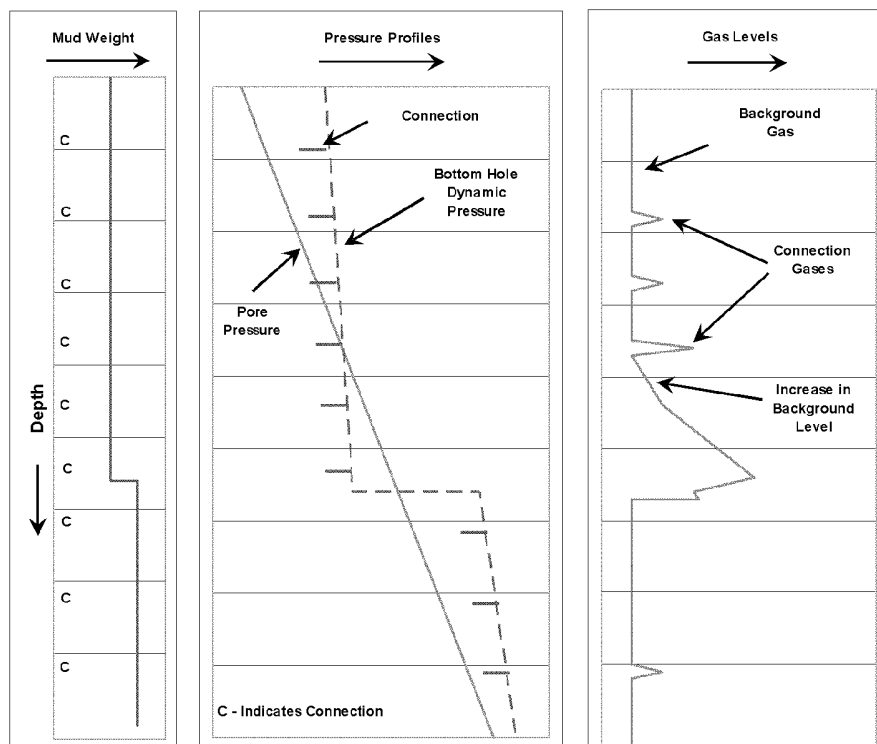 Mud Weight
C
C
C
C
C
C
C
C
C
Depth
Pressure Profiles
Connection
Bottom Hole
Dynamic
Pressure
Pore
Pressure
C - Indicates Connection
Gas Levels
Background
Gas
Connection
Gases
Increase in
Background
Level